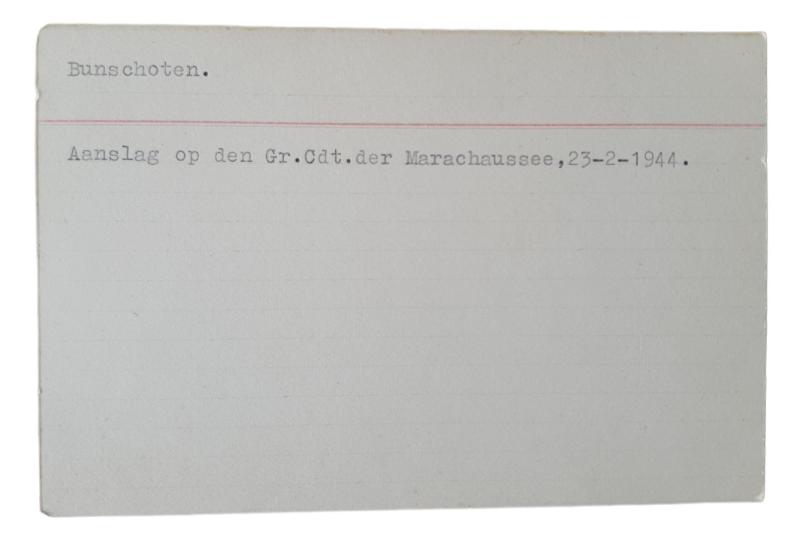 Bunschoten.
Aanslag op den Gr.Cdt.der Marachaussee,23-2-1944.